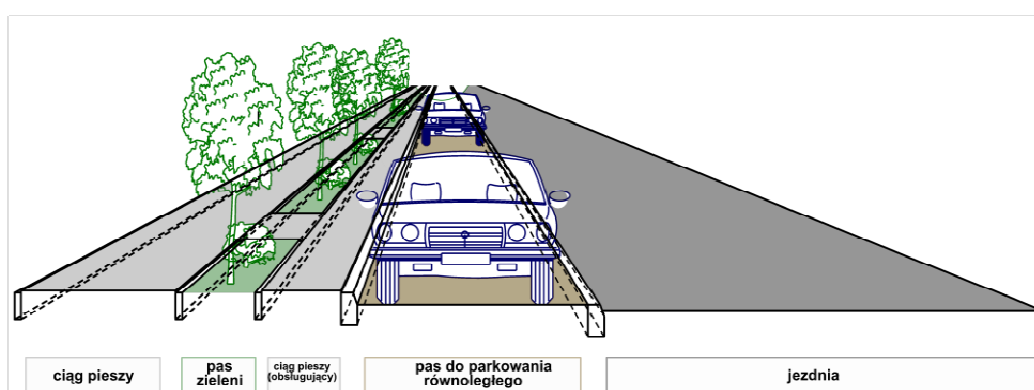 ciąg pieszy
pas
zieleni
ciąg pieszy
(obsługujący)
pas do parkowania
równoległego
jezdnia